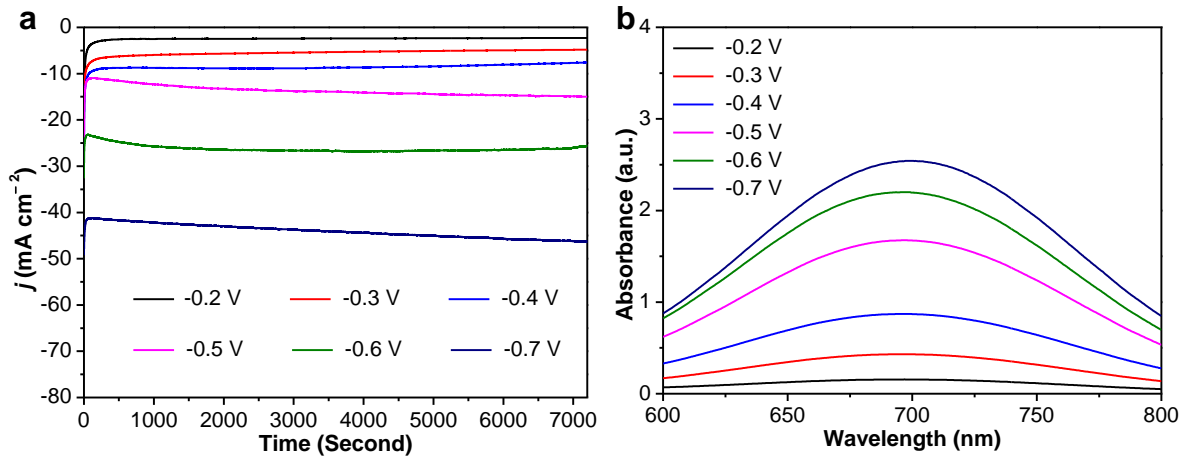 a
0
-10
-20
-30
-40
-50
-60
-70
-80
j (mA cm⁻²)
-0.2 V -0.3 V -0.4 V
-0.5 V -0.6 V -0.7 V
0 1000 2000 3000 4000 5000 6000 7000
Time (Second)
b
4
3
2
1
0
Absorbance (a.u.)
-0.2 V
-0.3 V
-0.4 V
-0.5 V
-0.6 V
-0.7 V
600 650 700 750 800
Wavelength (nm)